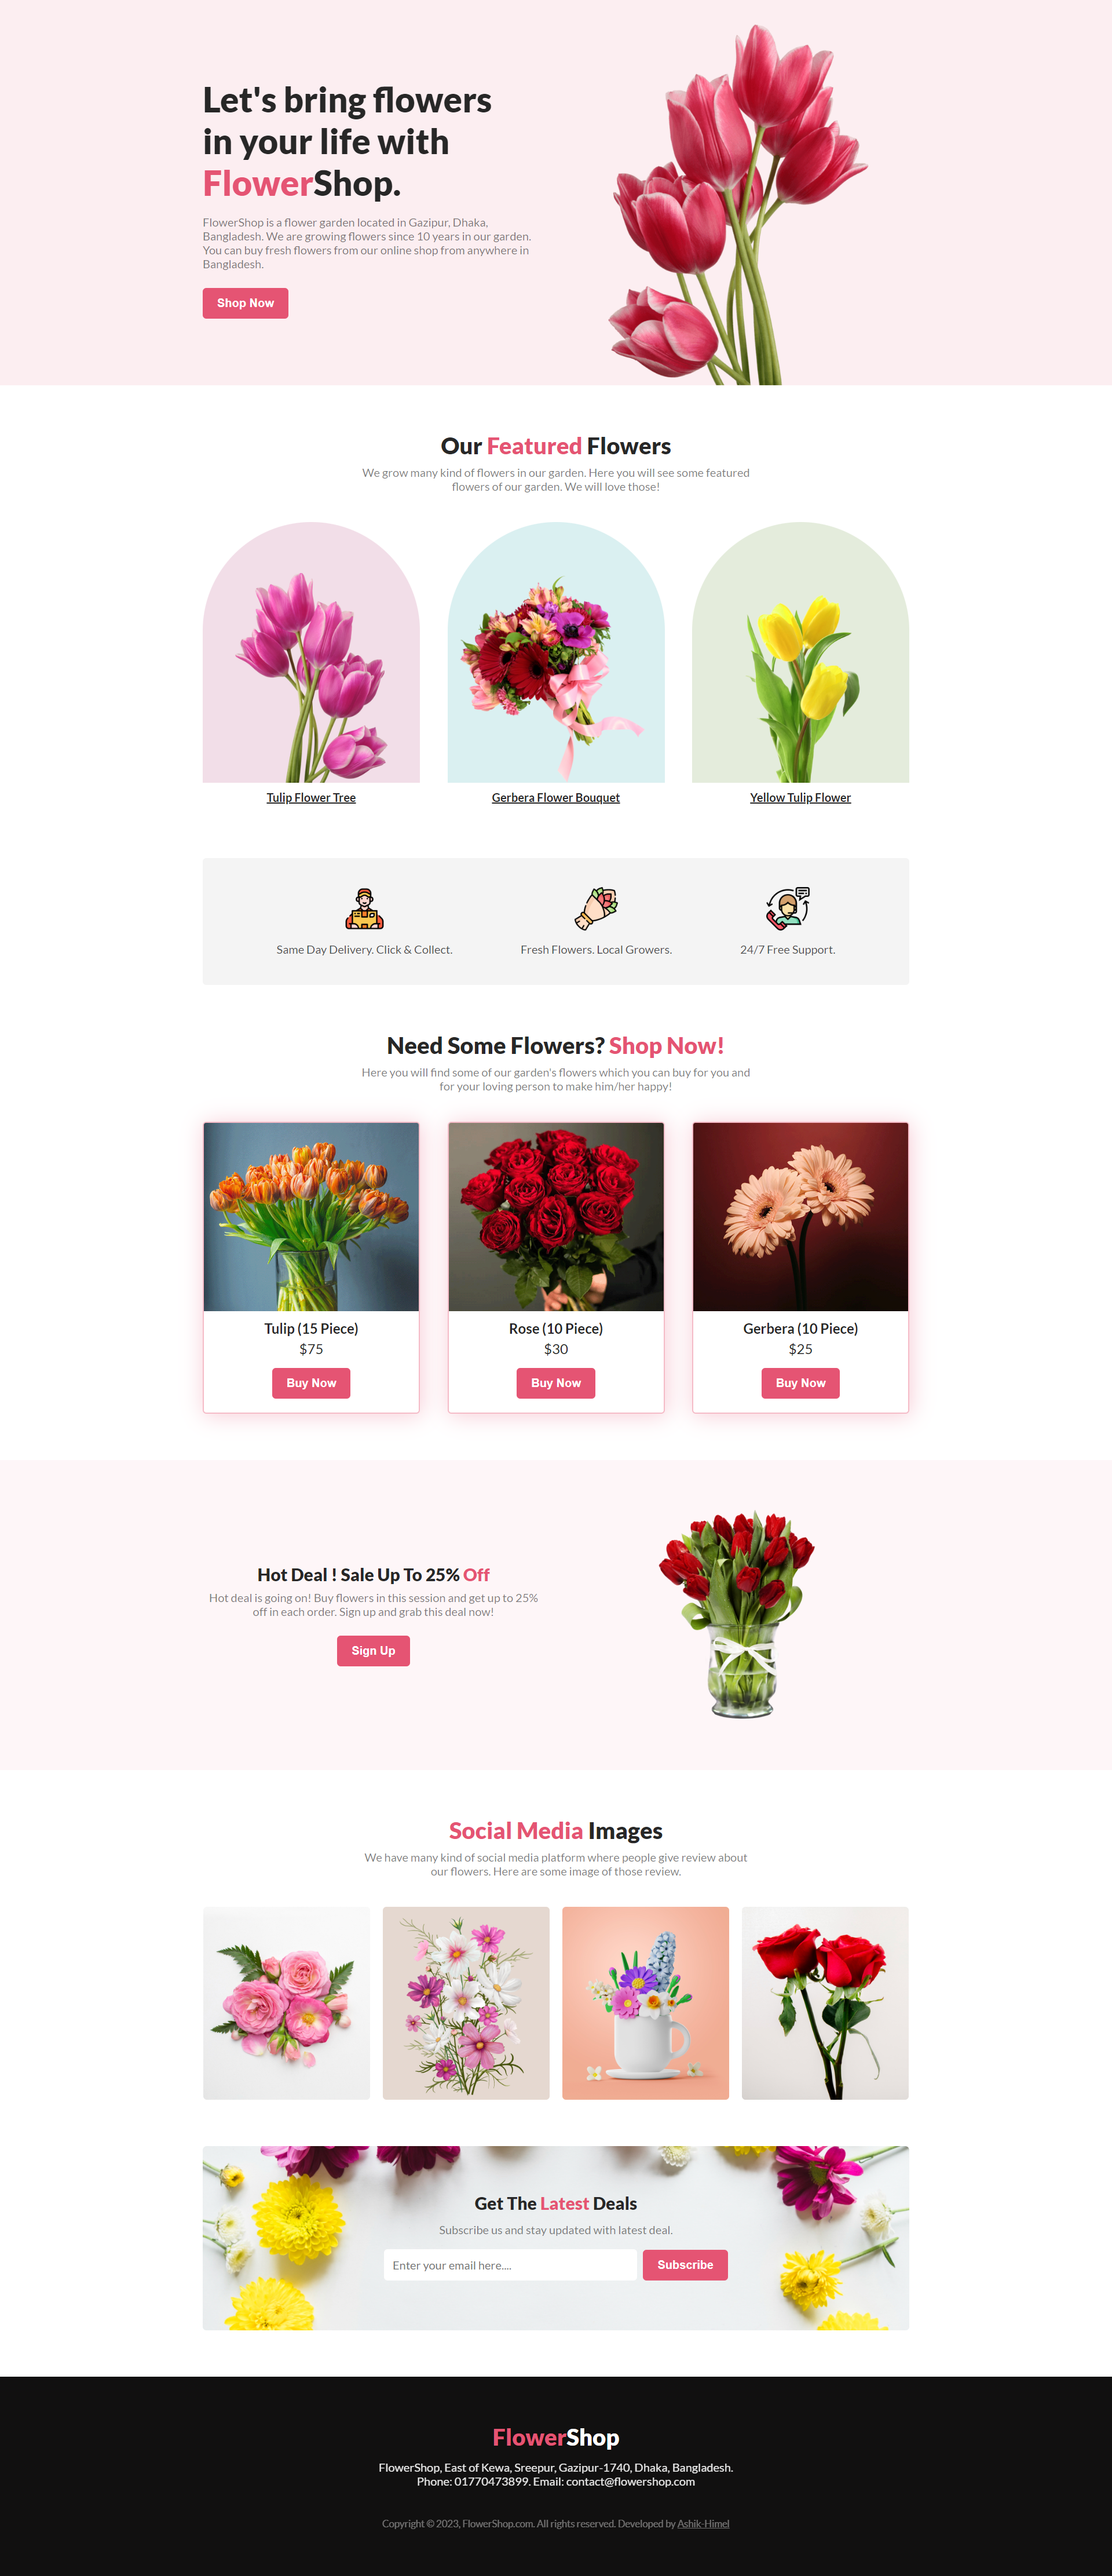 Let's bring flowers
in your life with
FlowerShop.
FlowerShop is a flower garden located in Gazipur, Dhaka,
Bangladesh. We are growing flowers since 10 years in our garden.
You can buy fresh flowers from our online shop from anywhere in
Bangladesh.
Shop Now
Our Featured Flowers
We grow many kind of flowers in our garden. Here you will see some featured
flowers of our garden. We will love those!
Tulip Flower Tree
Gerbera Flower Bouquet
Yellow Tulip Flower
Same Day Delivery. Click & Collect.
Fresh Flowers. Local Growers.
24/7 Free Support.
Need Some Flowers? Shop Now!
Here you will find some of our garden's flowers which you can buy for you and
for your loving person to make him/her happy!
Tulip (15 Piece)
$75
Buy Now
Rose (10 Piece)
$30
Buy Now
Gerbera (10 Piece)
$25
Buy Now
Hot Deal ! Sale Up To 25% Off
Hot deal is going on! Buy flowers in this session and get up to 25%
off in each order. Sign up and grab this deal now!
Sign Up
Social Media Images
We have many kind of social media platform where people give review about
our flowers. Here are some image of those review.
Get The Latest Deals
Subscribe us and stay updated with latest deal.
Enter your email here....
Subscribe
FlowerShop
FlowerShop, East of Kewa, Sreepur, Gazipur-1740, Dhaka, Bangladesh.
Phone: 01770473899. Email: contact@flowershop.com
Copyright © 2023, FlowerShop.com. All rights reserved. Developed by Ashik-Himel